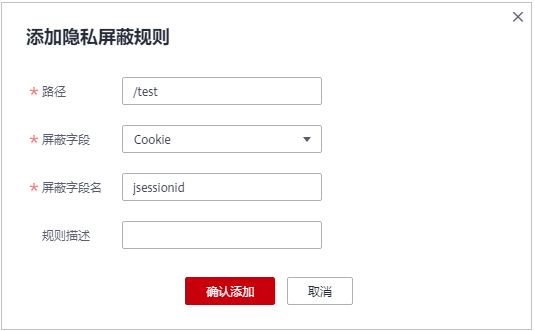 添加隐私屏蔽规则
* 路径 /test
* 屏蔽字段 Cookie
* 屏蔽字段名 jsessionid
规则描述
确认添加 取消